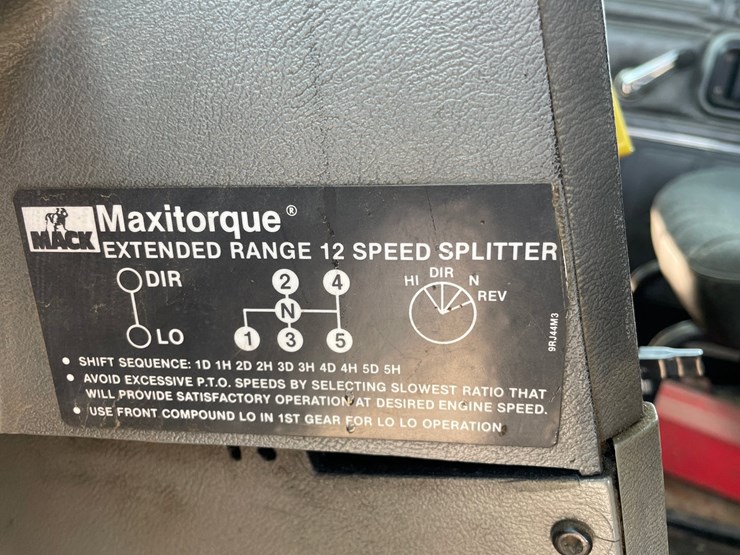 MACK Maxitorque®
EXTENDED RANGE 12 SPEED SPLITTER
DIR
LO
2 4
N
1 3 5
HI DIR N
REV
9RJ44M3
• SHIFT SEQUENCE: 1D 1H 2D 2H 3D 3H 4D 4H 5D 5H
• AVOID EXCESSIVE P.T.O. SPEEDS BY SELECTING SLOWEST RATIO THAT
WILL PROVIDE SATISFACTORY OPERATION AT DESIRED ENGINE SPEED.
• USE FRONT COMPOUND LO IN 1ST GEAR FOR LO LO OPERATION